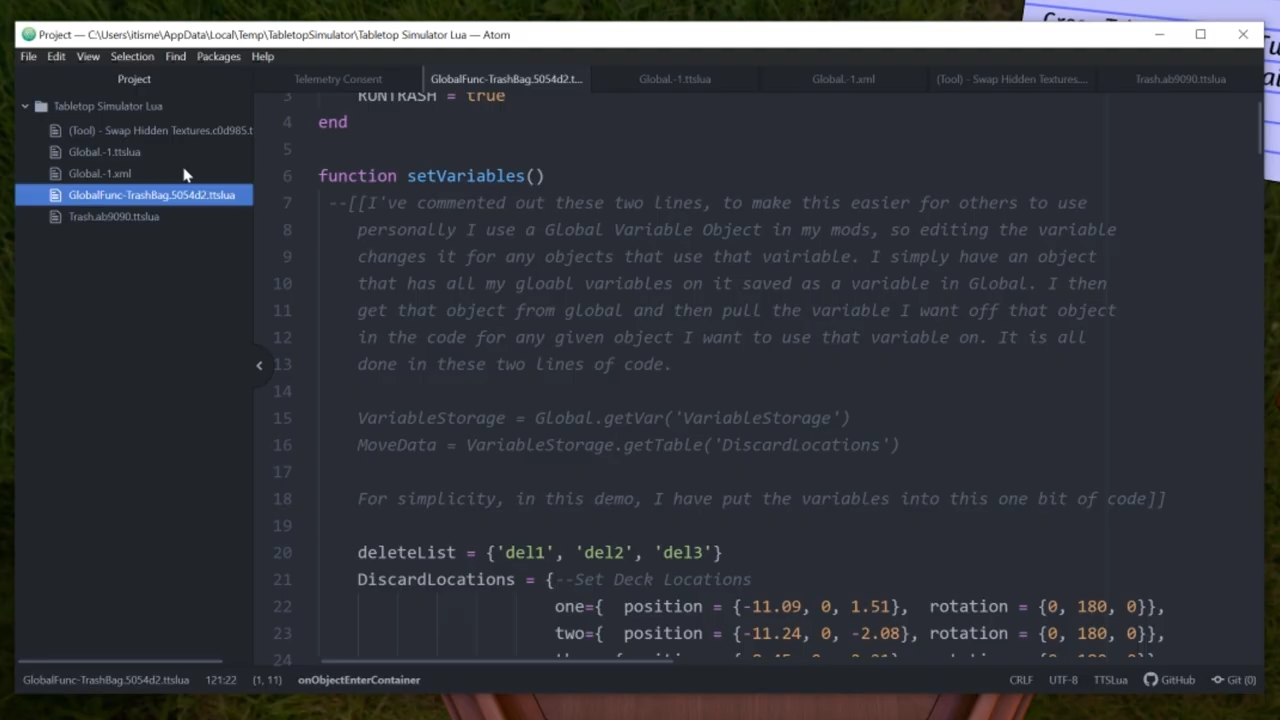 Project — C:\Users\itisme\AppData\Local\Temp\TabletopSimulator\Tabletop Simulator Lua — Atom
File Edit View Selection Find Packages Help
Project
Telemetry Consent
GlobalFunc-TrashBag.5054d2.t...
Global.-1.ttslua
Global.-1.xml
(Tool) - Swap Hidden Textures....
Trash.ab9090.ttslua
Tabletop Simulator Lua
(Tool) - Swap Hidden Textures.c0d985.t
Global.-1.ttslua
Global.-1.xml
GlobalFunc-TrashBag.5054d2.ttslua
Trash.ab9090.ttslua
3 RUNTRASH = true
4 end
5
6 function setVariables()
7 --[[I've commented out these two lines, to make this easier for others to use
8 personally I use a Global Variable Object in my mods, so editing the variable
9 changes it for any objects that use that vairiable. I simply have an object
10 that has all my gloabl variables on it saved as a variable in Global. I then
11 get that object from global and then pull the variable I want off that object
12 in the code for any given object I want to use that variable on. It is all
13 done in these two lines of code.
14
15 VariableStorage = Global.getVar('VariableStorage')
16 MoveData = VariableStorage.getTable('DiscardLocations')
17
18 For simplicity, in this demo, I have put the variables into this one bit of code]]
19
20 deleteList = {'del1', 'del2', 'del3'}
21 DiscardLocations = {--Set Deck Locations
22 one={ position = {-11.09, 0, 1.51}, rotation = {0, 180, 0}},
23 two={ position = {-11.24, 0, -2.08}, rotation = {0, 180, 0}},
24
GlobalFunc-TrashBag.5054d2.ttslua 121:22 (1, 11) onObjectEnterContainer
CRLF UTF-8 TTSLua GitHub Git (0)